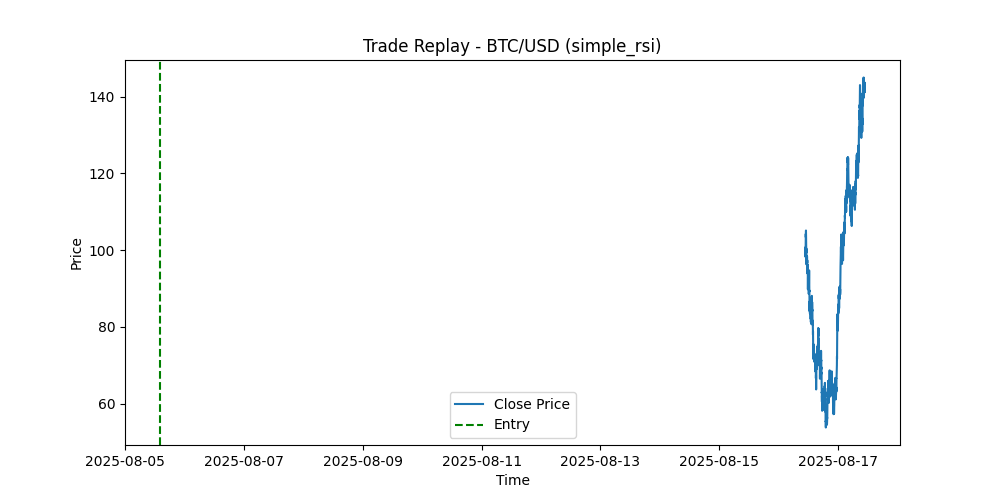 Trade Replay - BTC/USD (simple_rsi)
Price
140
120
100
80
60
Close Price
Entry
2025-08-05 2025-08-07 2025-08-09 2025-08-11 2025-08-13 2025-08-15 2025-08-17
Time